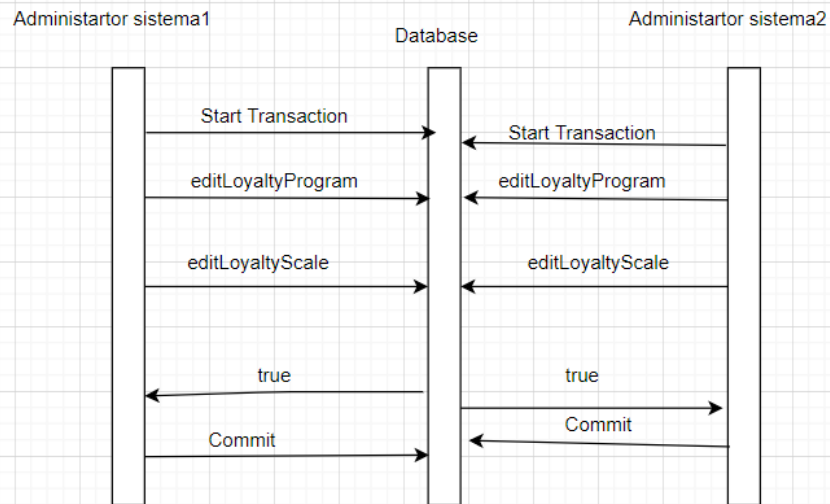 Administartor sistema1
Administartor sistema2
Database
Start Transaction
Start Transaction
editLoyaltyProgram
editLoyaltyProgram
editLoyaltyScale
editLoyaltyScale
true
true
Commit
Commit